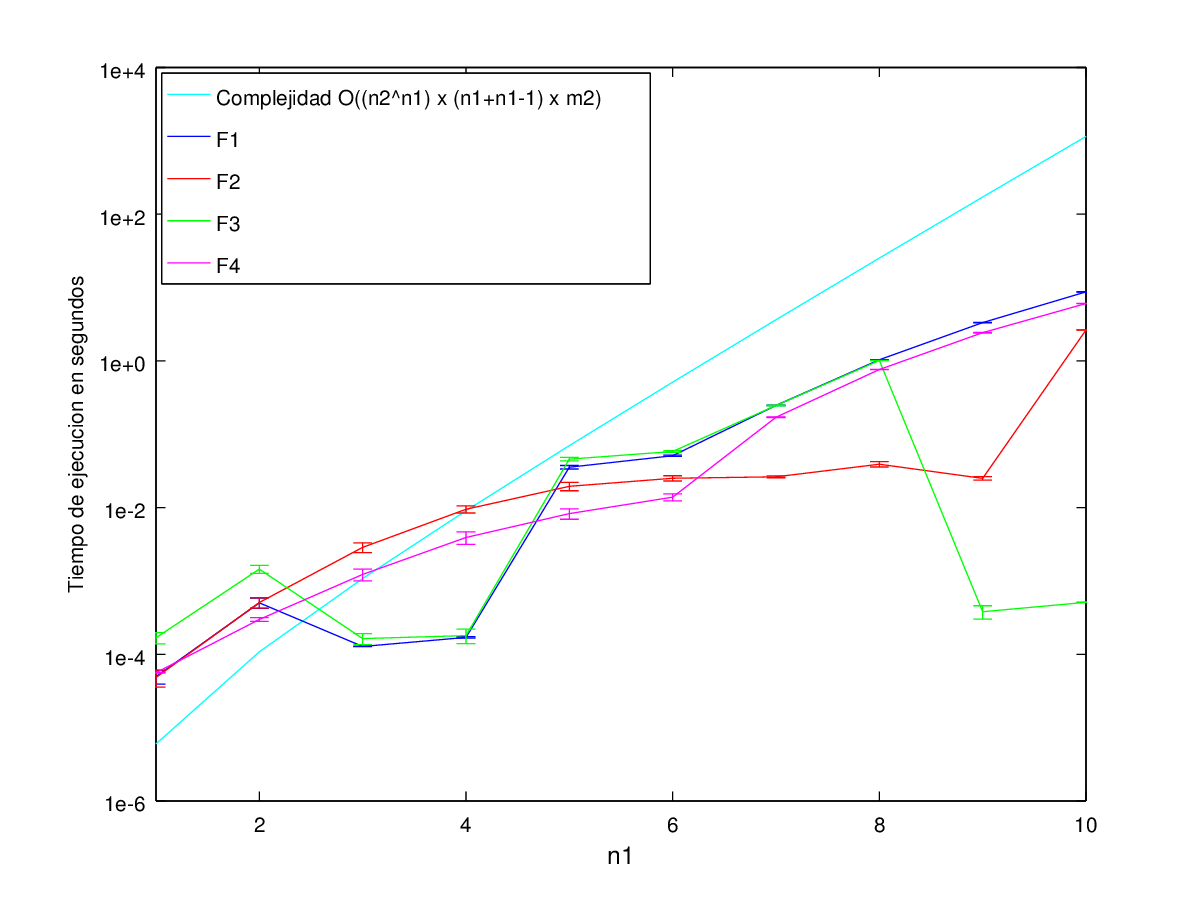 1e+4
1e+2
1e+0
1e-2
1e-4
1e-6
Tiempo de ejecucion en segundos
Complejidad O((n2^n1) x (n1+n1-1) x m2)
F1
F2
F3
F4
2 4 6 8 10
n1